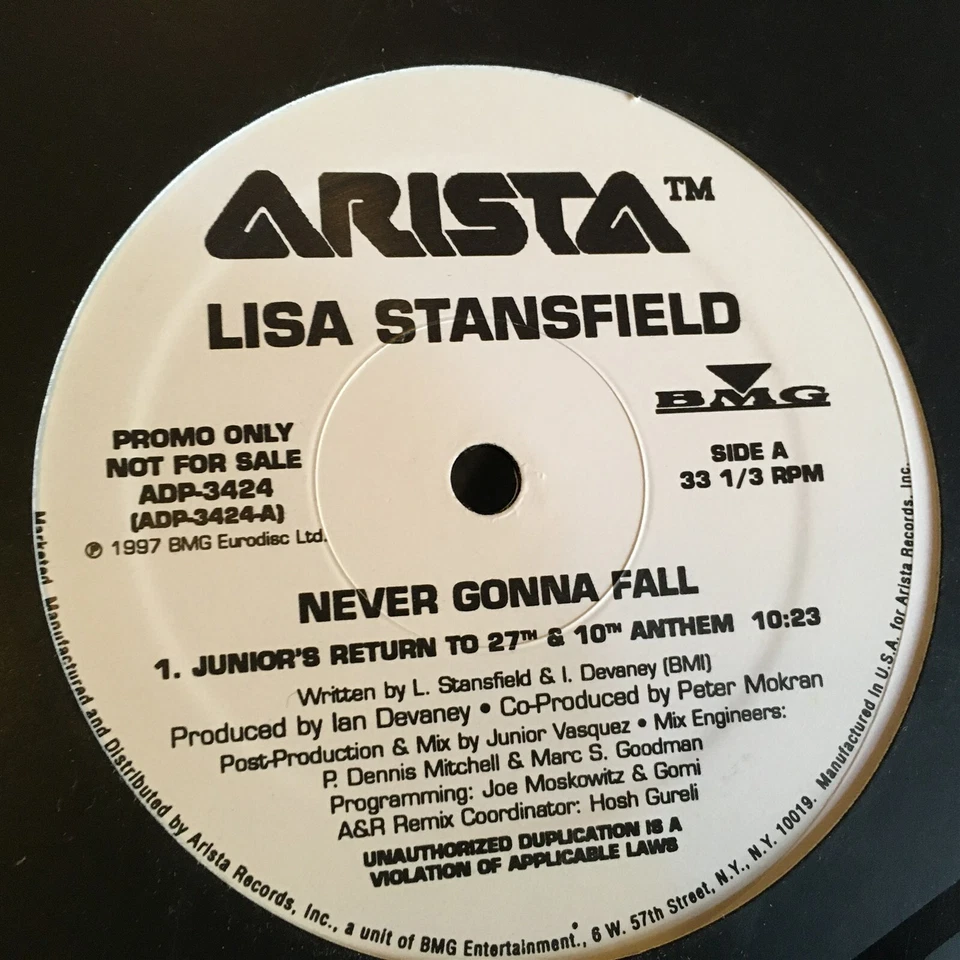 ARISTA™
LISA STANSFIELD
BMG
PROMO ONLY
NOT FOR SALE
ADP-3424
(ADP-3424-A)
℗ 1997 BMG Eurodisc Ltd.
SIDE A
33 1/3 RPM
NEVER GONNA FALL
1. JUNIOR'S RETURN TO 27TH & 10TH ANTHEM 10:23
Written by L. Stansfield & I. Devaney (BMI)
Produced by Ian Devaney • Co-Produced by Peter Mokran
Post-Production & Mix by Junior Vasquez • Mix Engineers:
P. Dennis Mitchell & Marc S. Goodman
Programming: Joe Moskowitz & Gomi
A&R Remix Coordinator: Hosh Gureli
UNAUTHORIZED DUPLICATION IS A
VIOLATION OF APPLICABLE LAWS
Marketed, Manufactured and Distributed by Arista Records, Inc., a unit of BMG Entertainment., 6 W. 57th Street, N.Y., N.Y. 10019. Manufactured in U.S.A. for Arista Records, Inc.